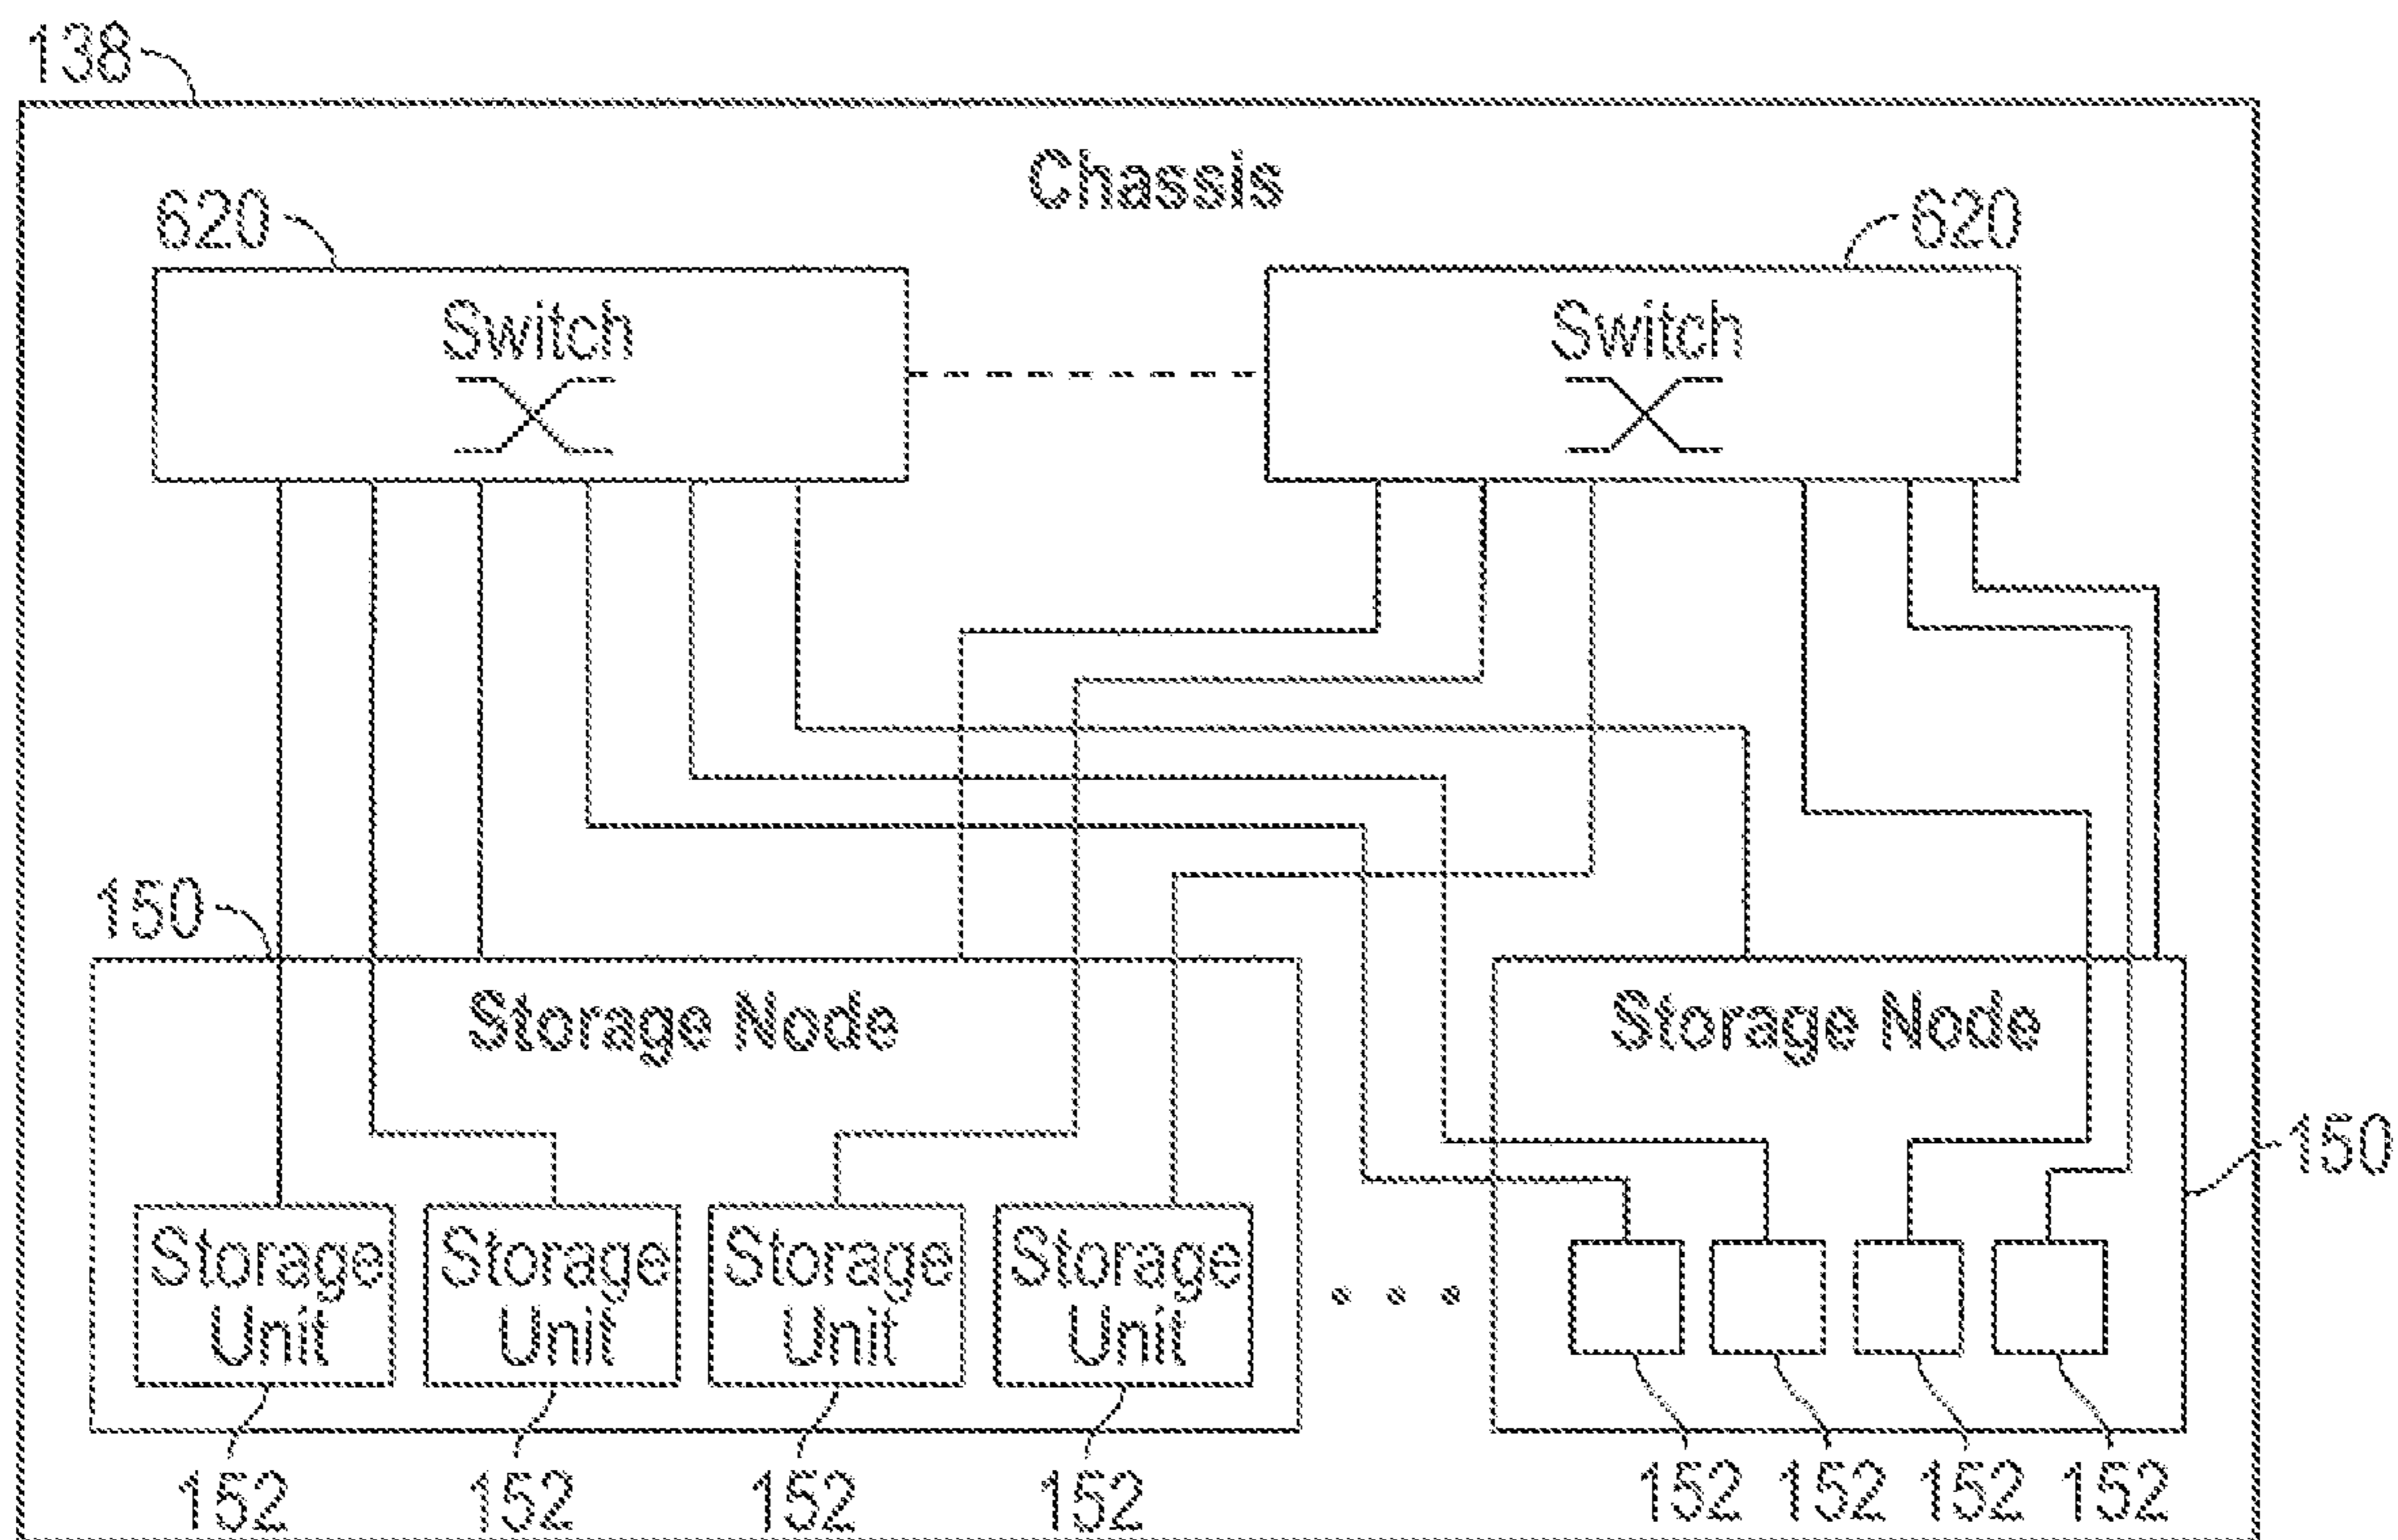 138
Chassis
620
620
Switch
Switch
150
Storage Node
Storage Node
150
Storage
Unit
Storage
Unit
Storage
Unit
Storage
Unit
152
152
152
152
152
152
152
152